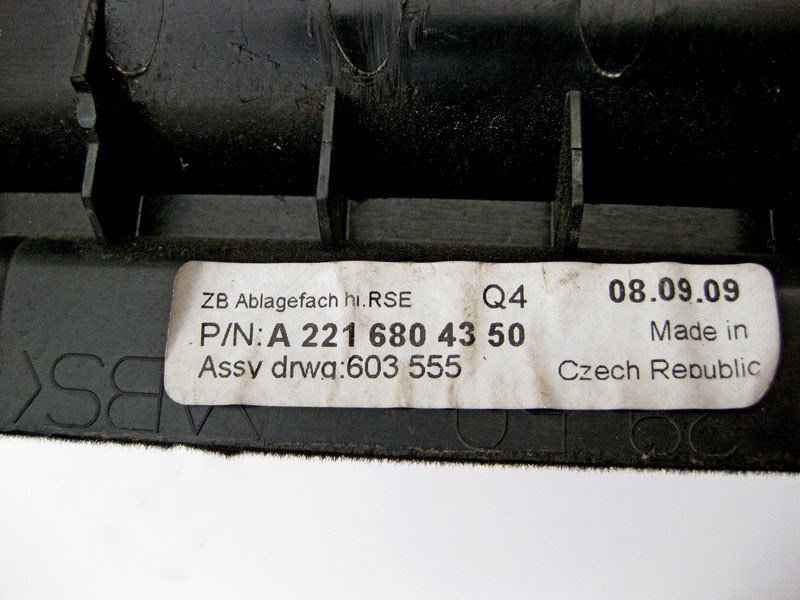 ZB Ablagefach hi.RSE Q4 08.09.09
P/N: A 221 680 43 50 Made in
Assy drwg:603 555 Czech Republic
>ABS<